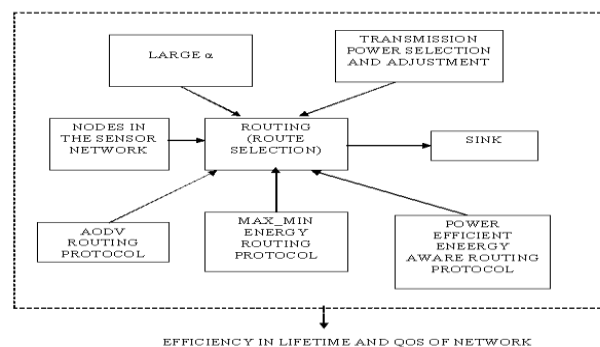 LARGE α
TRANSMISSION
POWER SELECTION
AND ADJUSTMENT
NODES IN
THE SENSOR
NETWORK
ROUTING
(ROUTE
SELECTION)
SINK
AODV
ROUTING
PROTOCOL
MAX_MIN
ENERGY
ROUTING
PROTOCOL
POWER
EFFICIENT
ENEERGY
AWARE ROUTING
PROTOCOL
EFFICIENCY IN LIFETIME AND QOS OF NETWORK